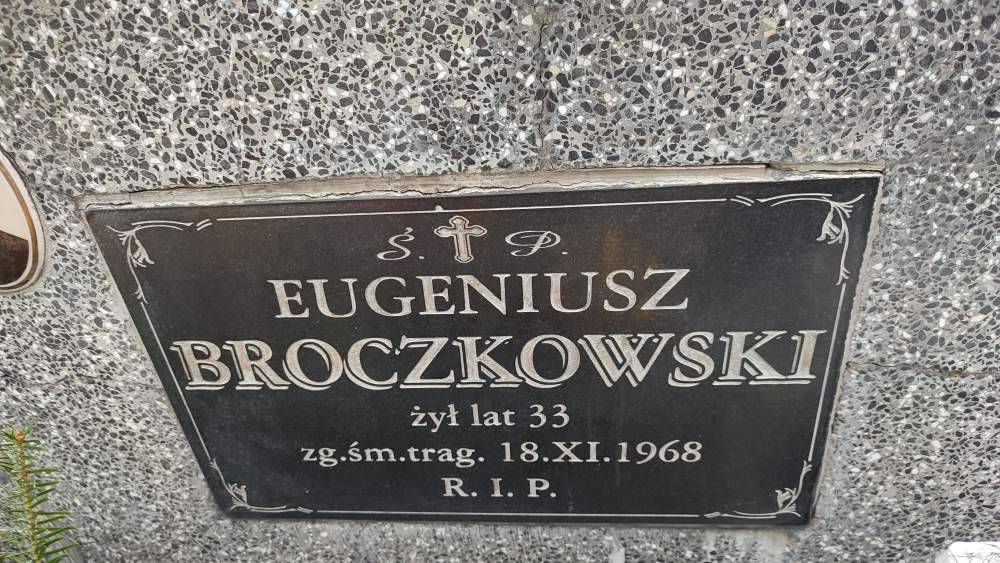 Ś. P.
EUGENIUSZ
BROCZKOWSKI
żył lat 33
zg.śm.trag. 18.XI.1968
R. I. P.